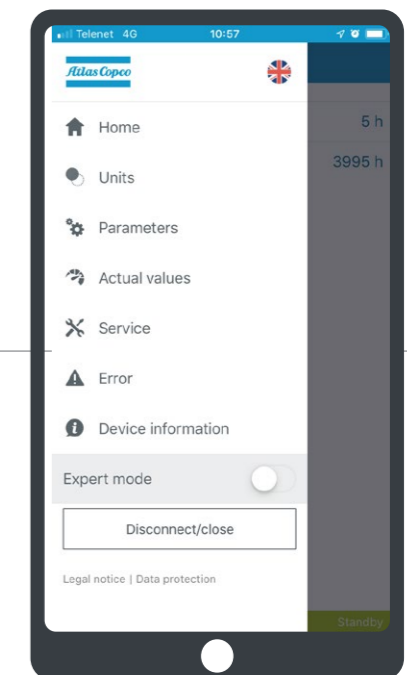 Telenet 4G 10:57
Atlas Copco
Home
5 h
Units
3995 h
Parameters
Actual values
Service
Error
Device information
Expert mode
Disconnect/close
Legal notice | Data protection
Standby